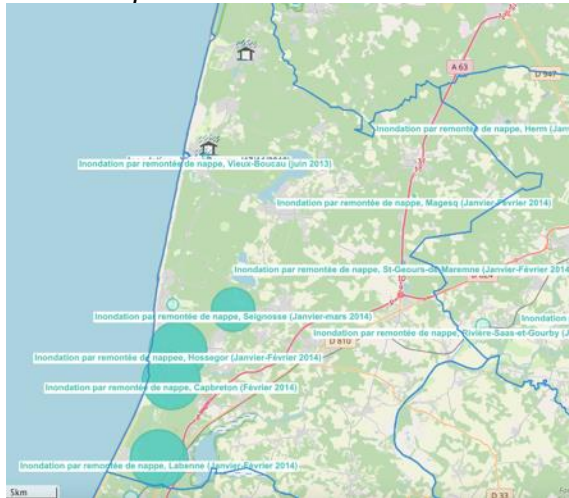 A 63
D 947
Inondation par remontée de nappe, Herm (Jan
Inondation par remontée de nappe, Vieux-Boucau (juin 2013)
Inondation par remontée de nappe, Magesq (Janvier-Février 2014)
Inondation par remontée de nappe, St-Geours-de-Maremne (Janvier-Février 2014
D 824
Inondation par remontée de nappe, Seignosse (Janvier-mars 2014)
Inondation
Inondation par remontée de nappe, Rivière-Saas-et-Gourby (J
D 810
Inondation par remontée de nappee, Hossegor (Janvier-Février 2014)
Inondation par remontée de nappe, Capbreton (Février 2014)
Inondation par remontée de nappe, Labenne (Janvier-Février 2014)
5km
D 33